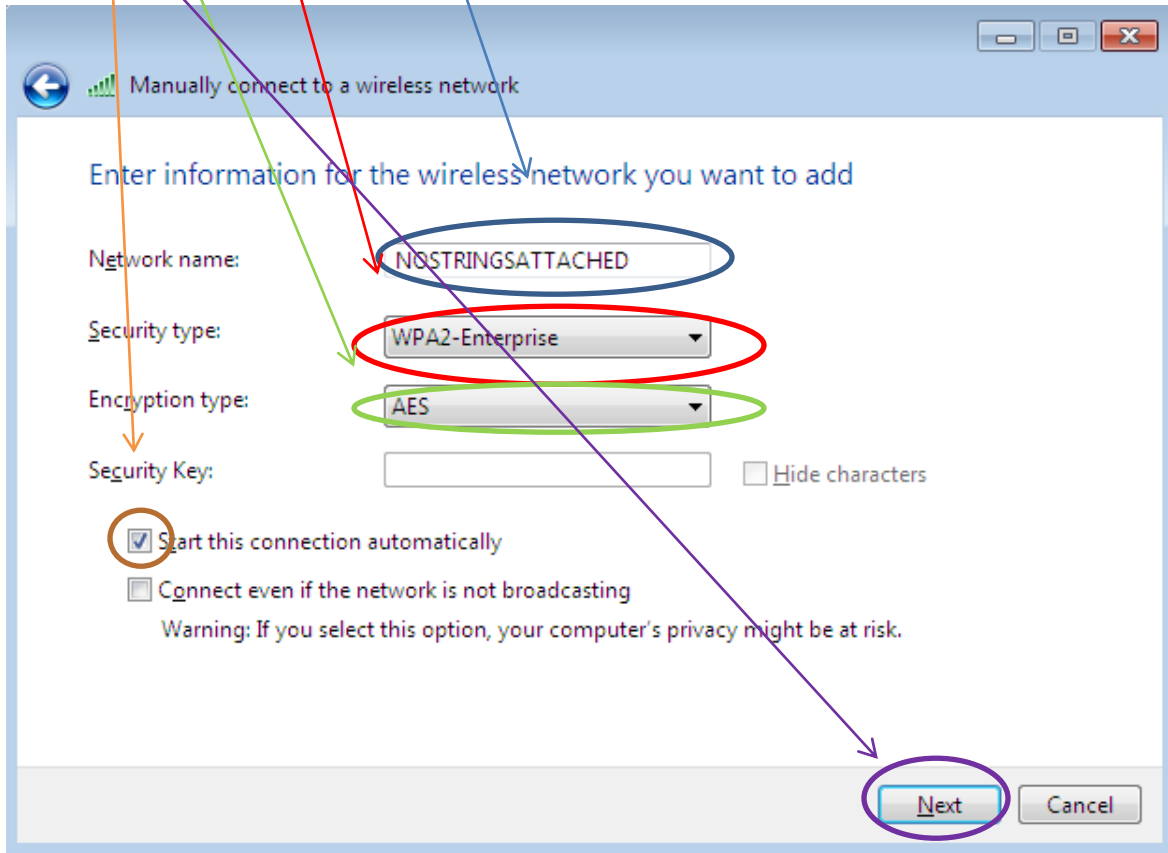 Manually connect to a wireless network
Enter information for the wireless network you want to add
Network name: NOSTRINGSATTACHED
Security type: WPA2-Enterprise
Encryption type: AES
Security Key: Hide characters
Start this connection automatically
Connect even if the network is not broadcasting
Warning: If you select this option, your computer's privacy might be at risk.
Next Cancel